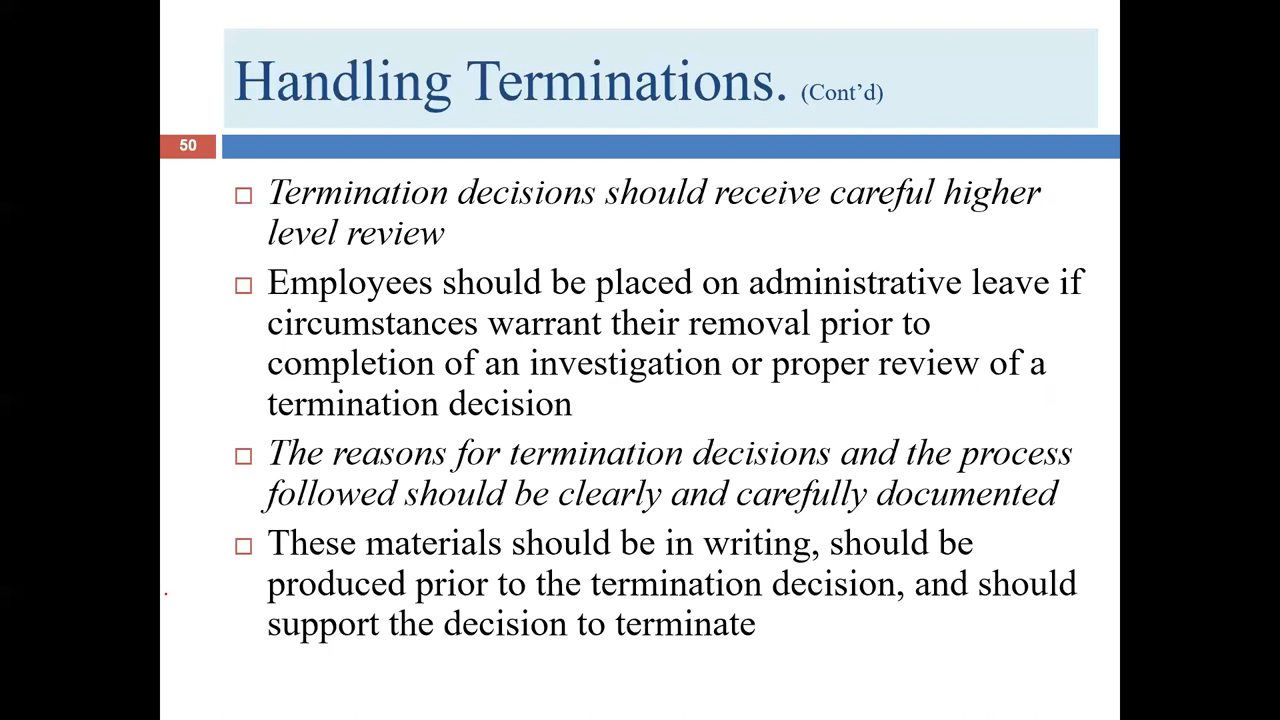 Handling Terminations. (Cont’d)
50
Termination decisions should receive careful higher
level review
Employees should be placed on administrative leave if
circumstances warrant their removal prior to
completion of an investigation or proper review of a
termination decision
The reasons for termination decisions and the process
followed should be clearly and carefully documented
These materials should be in writing, should be
produced prior to the termination decision, and should
support the decision to terminate